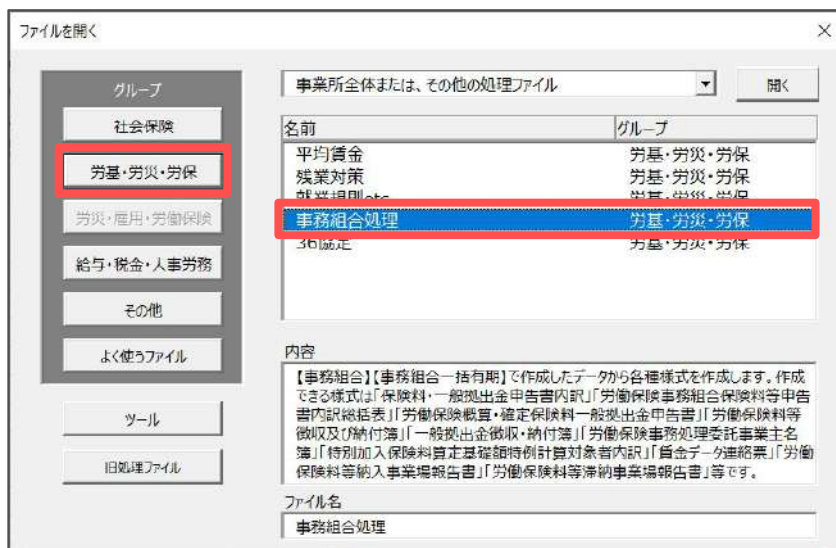 ファイルを開く
グループ
社会保険
労基・労災・労保
労災・雇用・労働保険
給与・税金・人事労務
その他
よく使うファイル
ツール
旧処理ファイル
事業所全体または、その他の処理ファイル
開く
名前 グループ
平均賃金 労基・労災・労保
残業対策 労基・労災・労保
就業規則etc 労基・労災・労保
事務組合処理 労基・労災・労保
36協定 労基・労災・労保
内容
【事務組合】【事務組合一括有期】で作成したデータから各種様式を作成します。作成
できる様式は「保険料・一般拠出金申告書内訳」「労働保険事務組合保険料等申告
書内訳総括表」「労働保険概算・確定保険料一般拠出金申告書」「労働保険料等
徴収及び納付簿」「一般拠出金徴収・納付簿」「労働保険事務処理委託事業主名
簿」「特別加入保険料算定基礎額特例計算対象者内訳」「賃金データ連絡票」「労働
保険料等納入事業場報告書」「労働保険料等滞納事業場報告書」等です。
ファイル名
事務組合処理